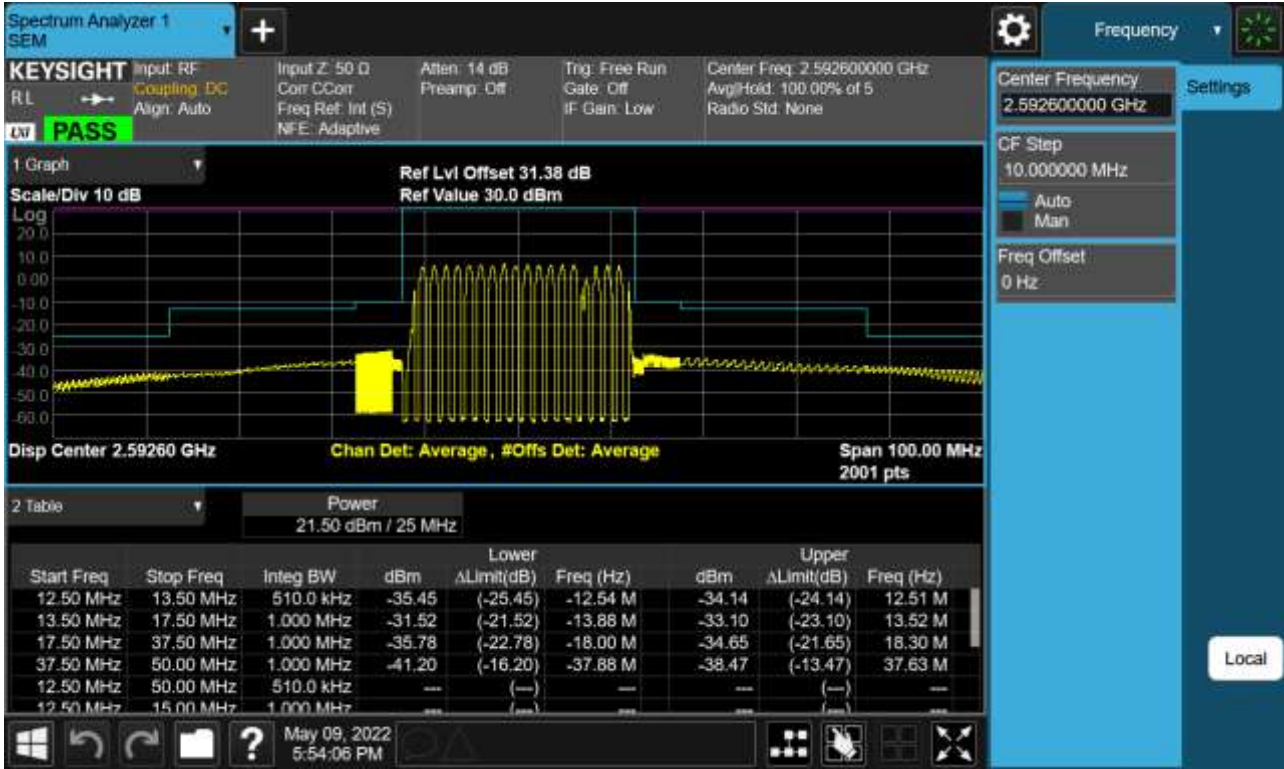 Spectrum Analyzer 1
SEM
Frequency
KEYSIGHT
Input: RF
Coupling: DC
Align: Auto
Input Z: 50 Ω
Corr CCorr
Freq Ref: Int (S)
NFE: Adaptive
Atten: 14 dB
Preamp: Off
Trig: Free Run
Gate: Off
IF Gain: Low
Center Freq: 2.592600000 GHz
Avg|Hold: 100.00% of 5
Radio Std: None
RL
LXI
PASS
Center Frequency
2.592600000 GHz
Settings
CF Step
10.000000 MHz
Auto
Man
Freq Offset
0 Hz
1 Graph
Scale/Div 10 dB
Ref Lvl Offset 31.38 dB
Ref Value 30.0 dBm
Log
20.0
10.0
0.00
-10.0
-20.0
-30.0
-40.0
-50.0
-60.0
Disp Center 2.59260 GHz
Chan Det: Average, #Offs Det: Average
Span 100.00 MHz
2001 pts
2 Table
Power
21.50 dBm / 25 MHz
Lower Upper
Start Freq Stop Freq Integ BW dBm ΔLimit(dB) Freq (Hz) dBm ΔLimit(dB) Freq (Hz)
12.50 MHz 13.50 MHz 510.0 kHz -35.45 (-25.45) -12.54 M -34.14 (-24.14) 12.51 M
13.50 MHz 17.50 MHz 1.000 MHz -31.52 (-21.52) -13.88 M -33.10 (-23.10) 13.52 M
17.50 MHz 37.50 MHz 1.000 MHz -35.78 (-22.78) -18.00 M -34.65 (-21.65) 18.30 M
37.50 MHz 50.00 MHz 1.000 MHz -41.20 (-16.20) -37.88 M -38.47 (-13.47) 37.63 M
12.50 MHz 50.00 MHz 510.0 kHz --- (---) --- --- (---) ---
12.50 MHz 15.00 MHz 1.000 MHz --- (---) --- --- (---) ---
Local
?
May 09, 2022
5:54:06 PM